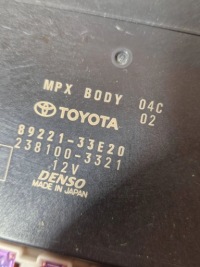 MPX BODY 04C
TOYOTA 02
89221-33E20
238100-3321
12V
DENSO
MADE IN JAPAN